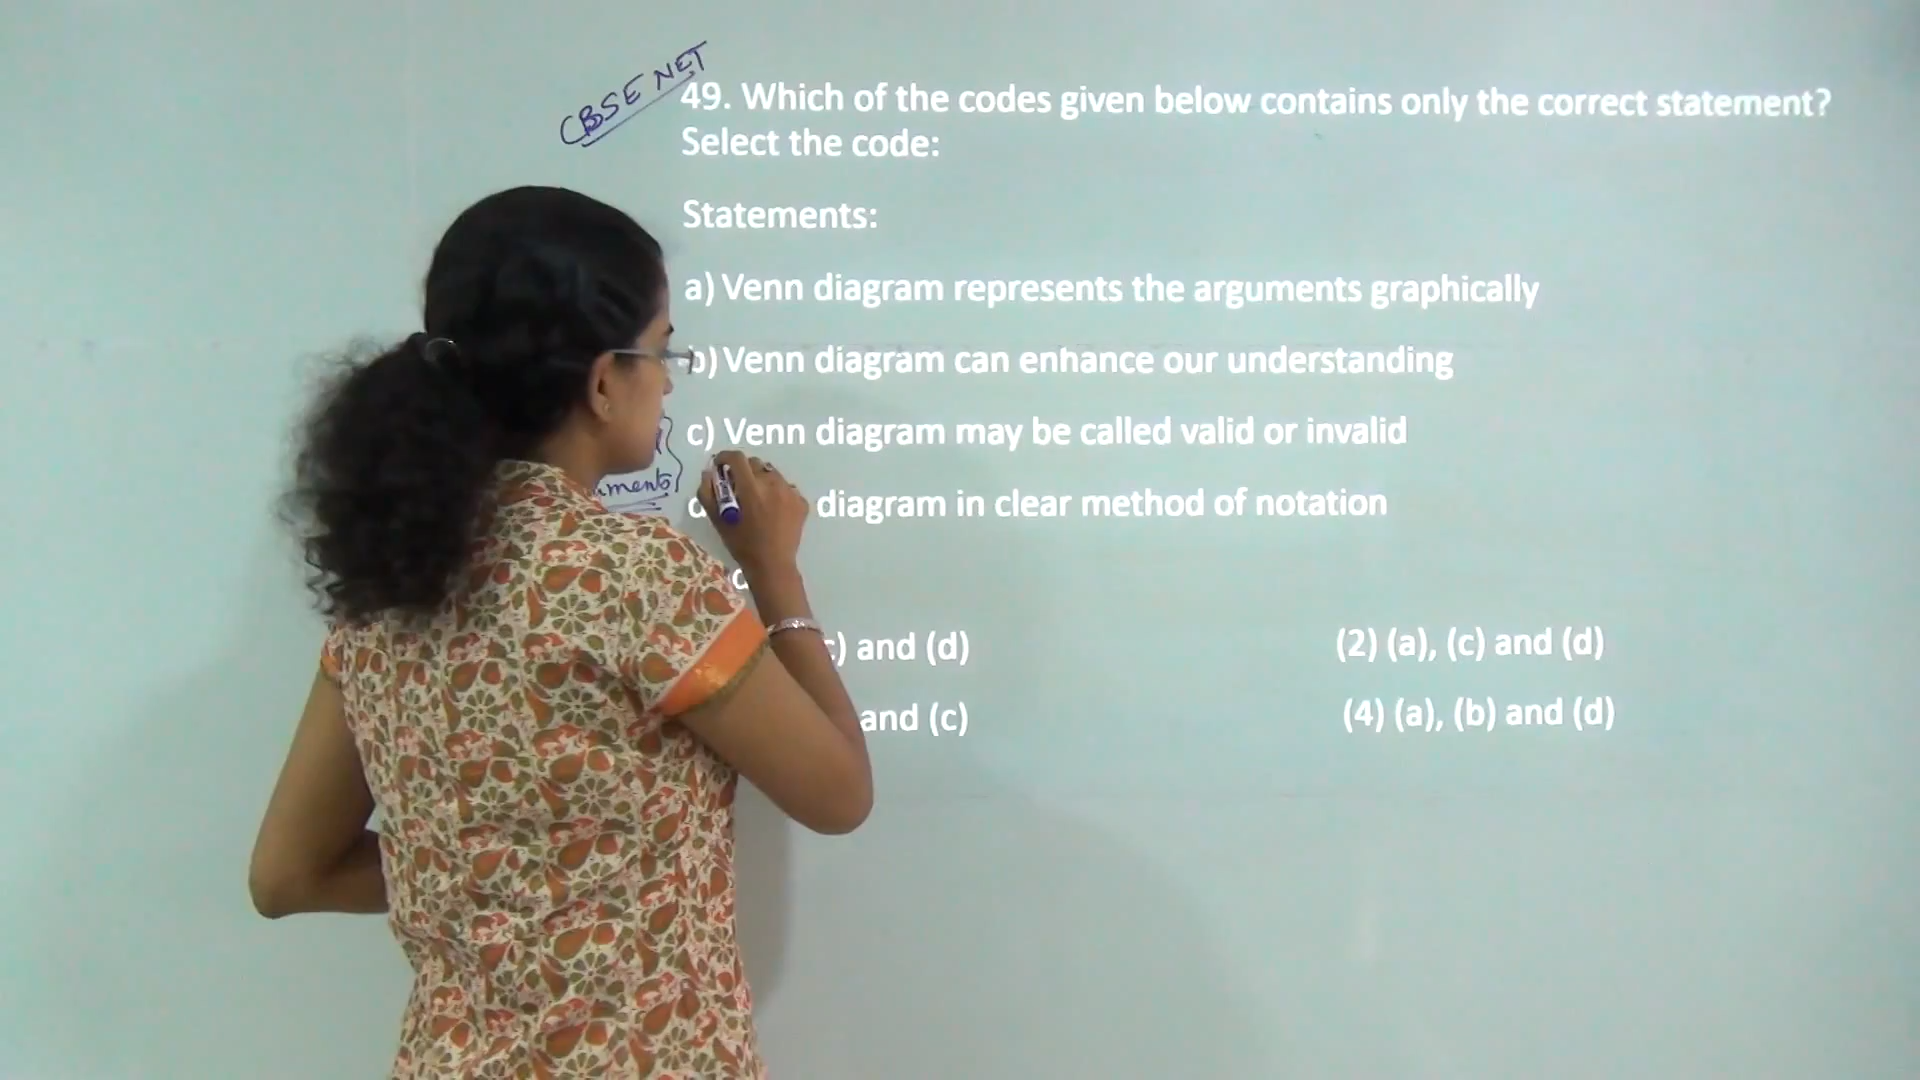 CBSE NET
49. Which of the codes given below contains only the correct statement?
Select the code:
Statements:
a) Venn diagram represents the arguments graphically
b) Venn diagram can enhance our understanding
c) Venn diagram may be called valid or invalid
diagram in clear method of notation
and (d)
(2) (a), (c) and (d)
and (c)
(4) (a), (b) and (d)